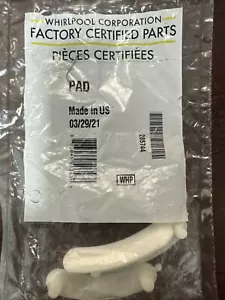 WHIRLPOOL CORPORATION
FACTORY CERTIFIED PARTS
PIÈCES CERTIFIÉES
PAD
Made in US
03/29/21
285744
WHP